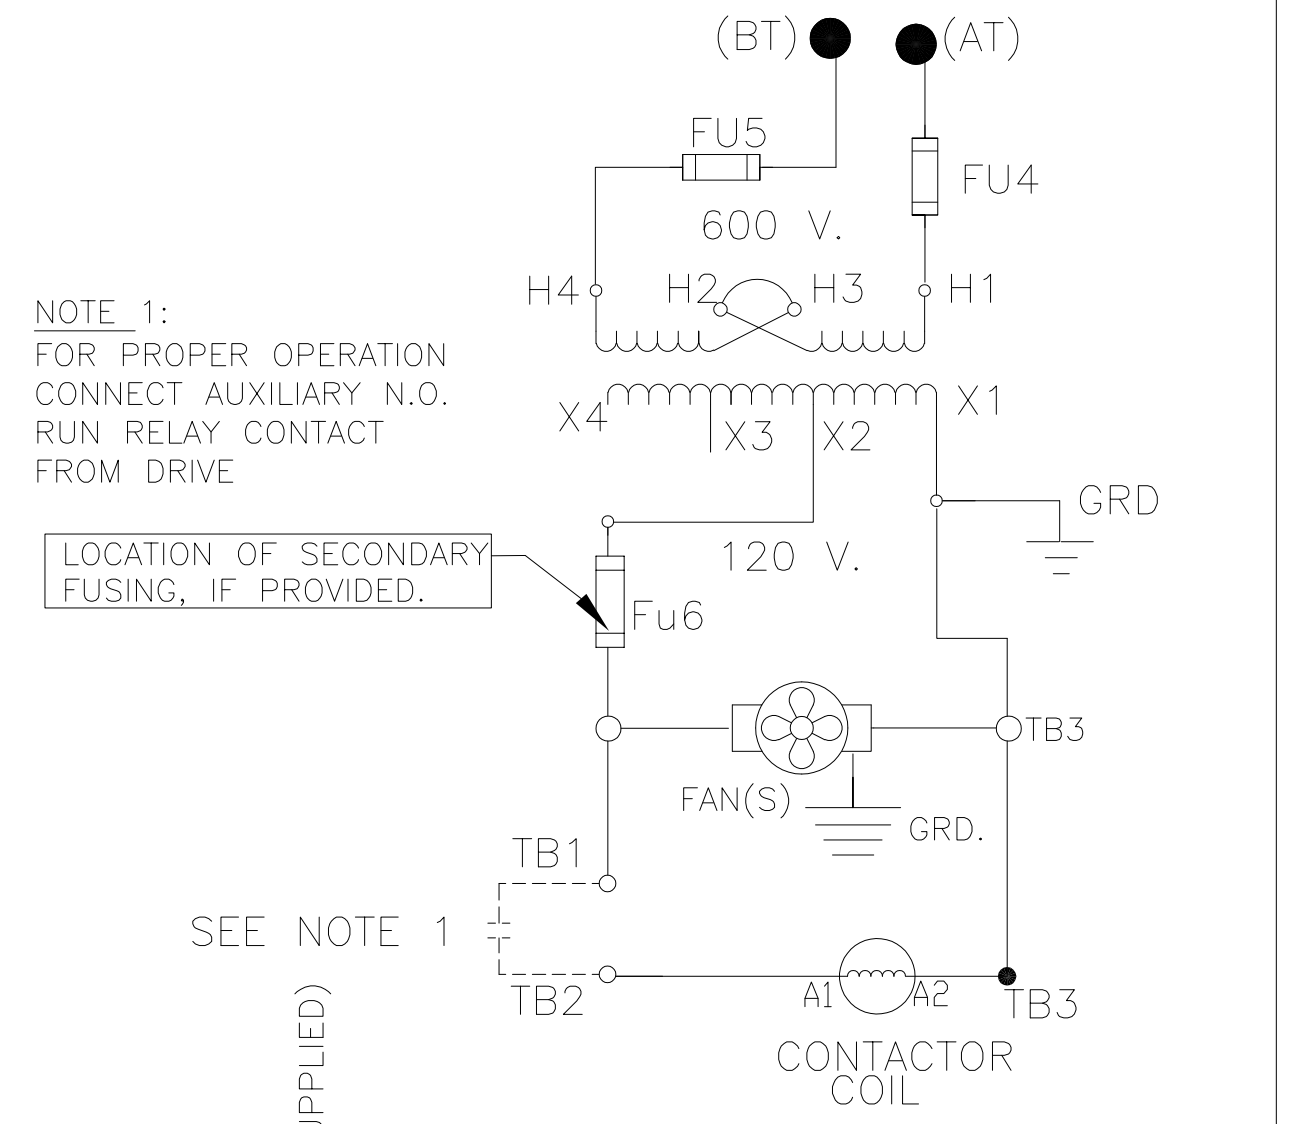 (BT)
(AT)
FU5
FU4
600 V.
H4
H2
H3
H1
NOTE 1:
FOR PROPER OPERATION
CONNECT AUXILIARY N.O.
RUN RELAY CONTACT
FROM DRIVE
X4
X3
X2
X1
GRD
LOCATION OF SECONDARY
FUSING, IF PROVIDED.
120 V.
Fu6
TB3
FAN(S)
GRD.
TB1
SEE NOTE 1
TB2
A1
A2
TB3
CONTACTOR
COIL
UPPLIED)